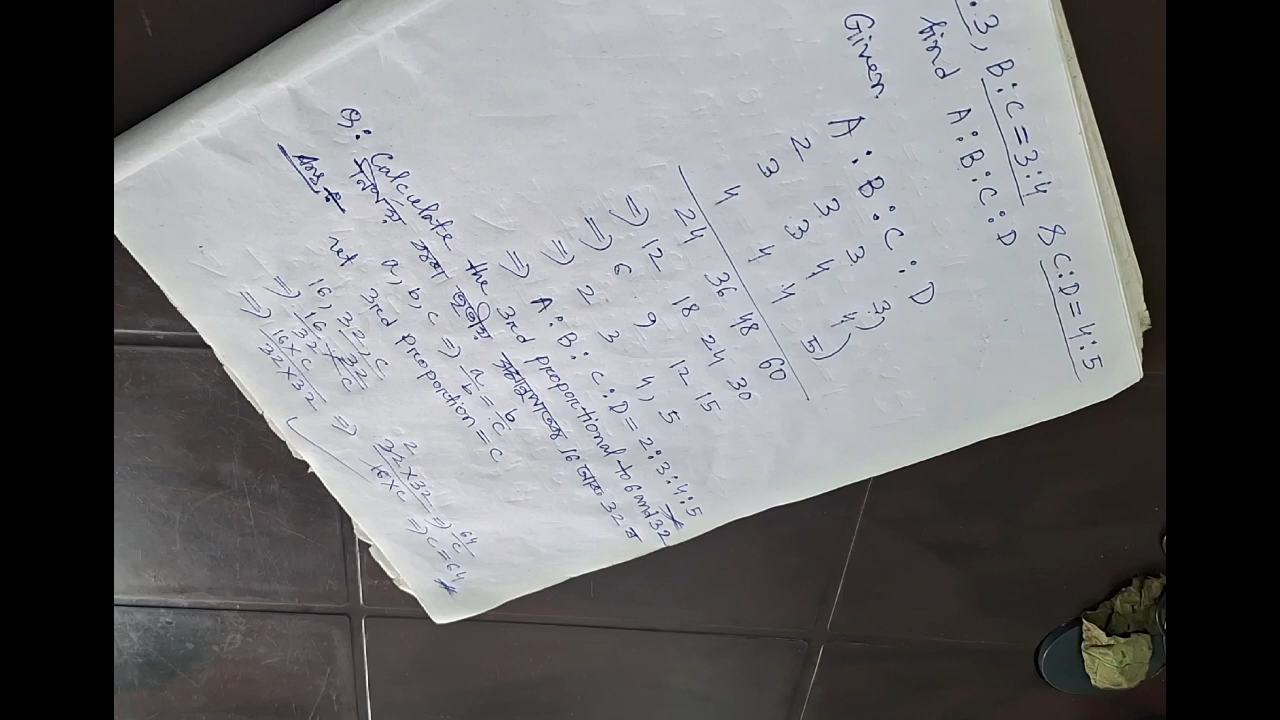 :3, B:C=3:4 & C:D=4:5
find A:B:C:D
Given A : B : C : D
2 3 3 3)
3 3 4 4)
4 4 4 5)
24 36 48 60
⇒ 12 18 24 30
⇒ 6 9 12 15
⇒ 2 3 4, 5
⇒ A:B:C:D = 2:3:4:5
Q: Calculate the 3rd proportional to 6 and 32
16 32
Ans: a, b, c ⇒ a/b = b/c
let 3rd proportion = c
16, 32, c
⇒ 16/32 = 32/c
⇒ 16×c/32×32 ⇒ 32×32/16×c ⇒ 64/c
⇒ c = 64